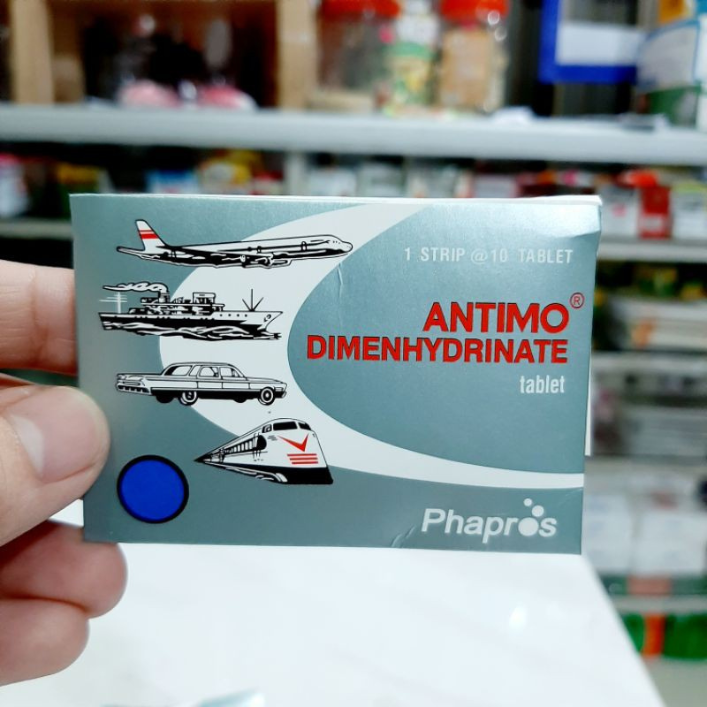 1 STRIP @ 10 TABLET
ANTIMO®
DIMENHYDRINATE
tablet
Phapros